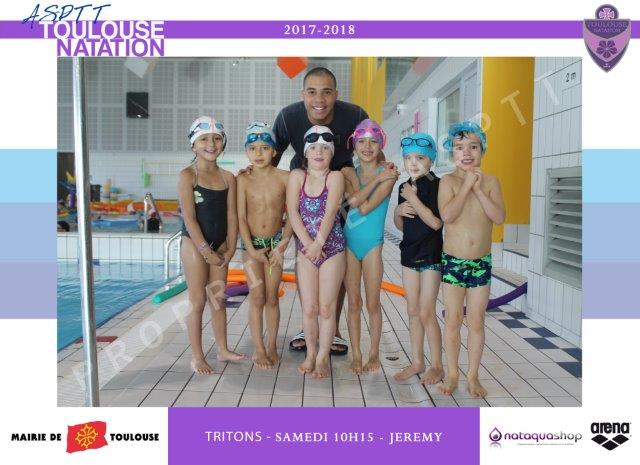 ASPTT
TOULOUSE
NATATION
2017-2018
TOULOUSE
NATATION
2 m
PROPRIETE ASPTT
MAIRIE DE TOULOUSE
TRITONS - SAMEDI 10H15 - JEREMY
nataquashop
arena